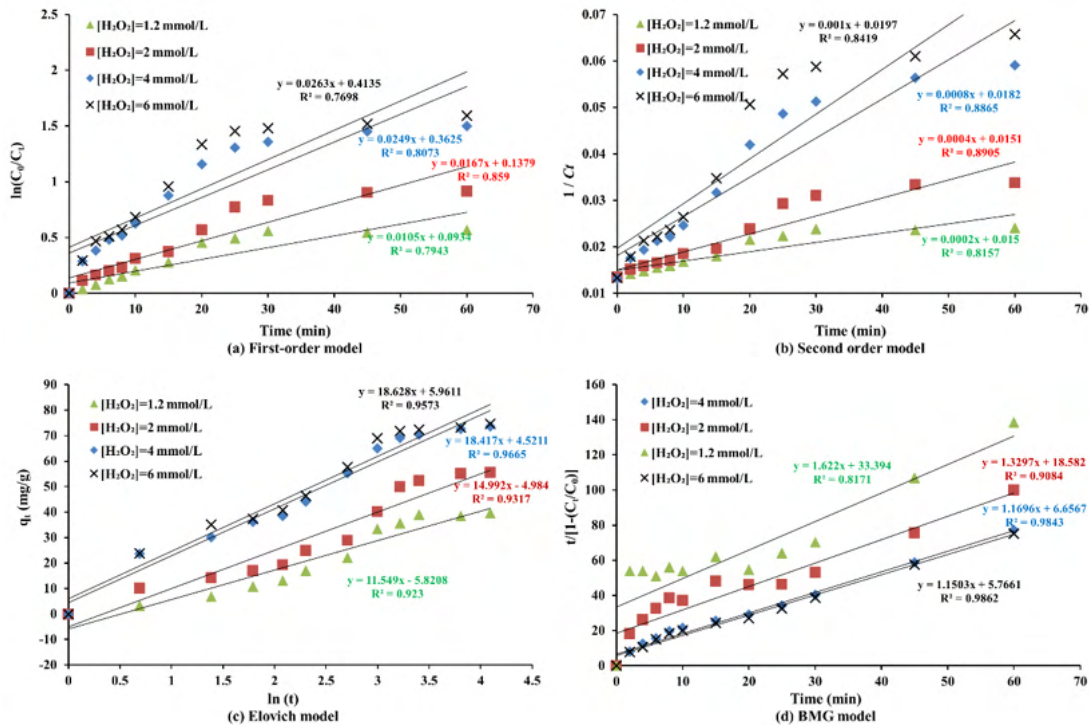 [H₂O₂]=1.2 mmol/L
[H₂O₂]=2 mmol/L
[H₂O₂]=4 mmol/L
[H₂O₂]=6 mmol/L
y = 0.0263x + 0.4135
R² = 0.7698
y = 0.0249x + 0.3625
R² = 0.8073
y = 0.0167x + 0.1379
R² = 0.859
y = 0.0105x + 0.0934
R² = 0.7943
ln(C₀/Cₜ)
2.5
2
1.5
1
0.5
0
0 10 20 30 40 50 60 70
Time (min)
(a) First-order model
[H₂O₂]=1.2 mmol/L
[H₂O₂]=2 mmol/L
[H₂O₂]=4 mmol/L
[H₂O₂]=6 mmol/L
y = 0.001x + 0.0197
R² = 0.8419
y = 0.0008x + 0.0182
R² = 0.8865
y = 0.0004x + 0.0151
R² = 0.8905
y = 0.0002x + 0.015
R² = 0.8157
1 / Ct
0.07
0.06
0.05
0.04
0.03
0.02
0.01
0 10 20 30 40 50 60 70
Time (min)
(b) Second order model
[H₂O₂]=1.2 mmol/L
[H₂O₂]=2 mmol/L
[H₂O₂]=4 mmol/L
[H₂O₂]=6 mmol/L
y = 18.628x + 5.9611
R² = 0.9573
y = 18.417x + 4.5211
R² = 0.9665
y = 14.992x - 4.984
R² = 0.9317
y = 11.549x - 5.8208
R² = 0.923
qₜ (mg/g)
90
80
70
60
50
40
30
20
10
0
-10
-20
0 0.5 1 1.5 2 2.5 3 3.5 4 4.5
ln (t)
(c) Elovich model
[H₂O₂]=4 mmol/L
[H₂O₂]=2 mmol/L
[H₂O₂]=1.2 mmol/L
[H₂O₂]=6 mmol/L
y = 1.622x + 33.394
R² = 0.8171
y = 1.3297x + 18.582
R² = 0.9084
y = 1.1696x + 6.6567
R² = 0.9843
y = 1.1503x + 5.7661
R² = 0.9862
t/[1-(Cₜ/C₀)]
160
140
120
100
80
60
40
20
0
0 10 20 30 40 50 60 70
Time (min)
(d) BMG model